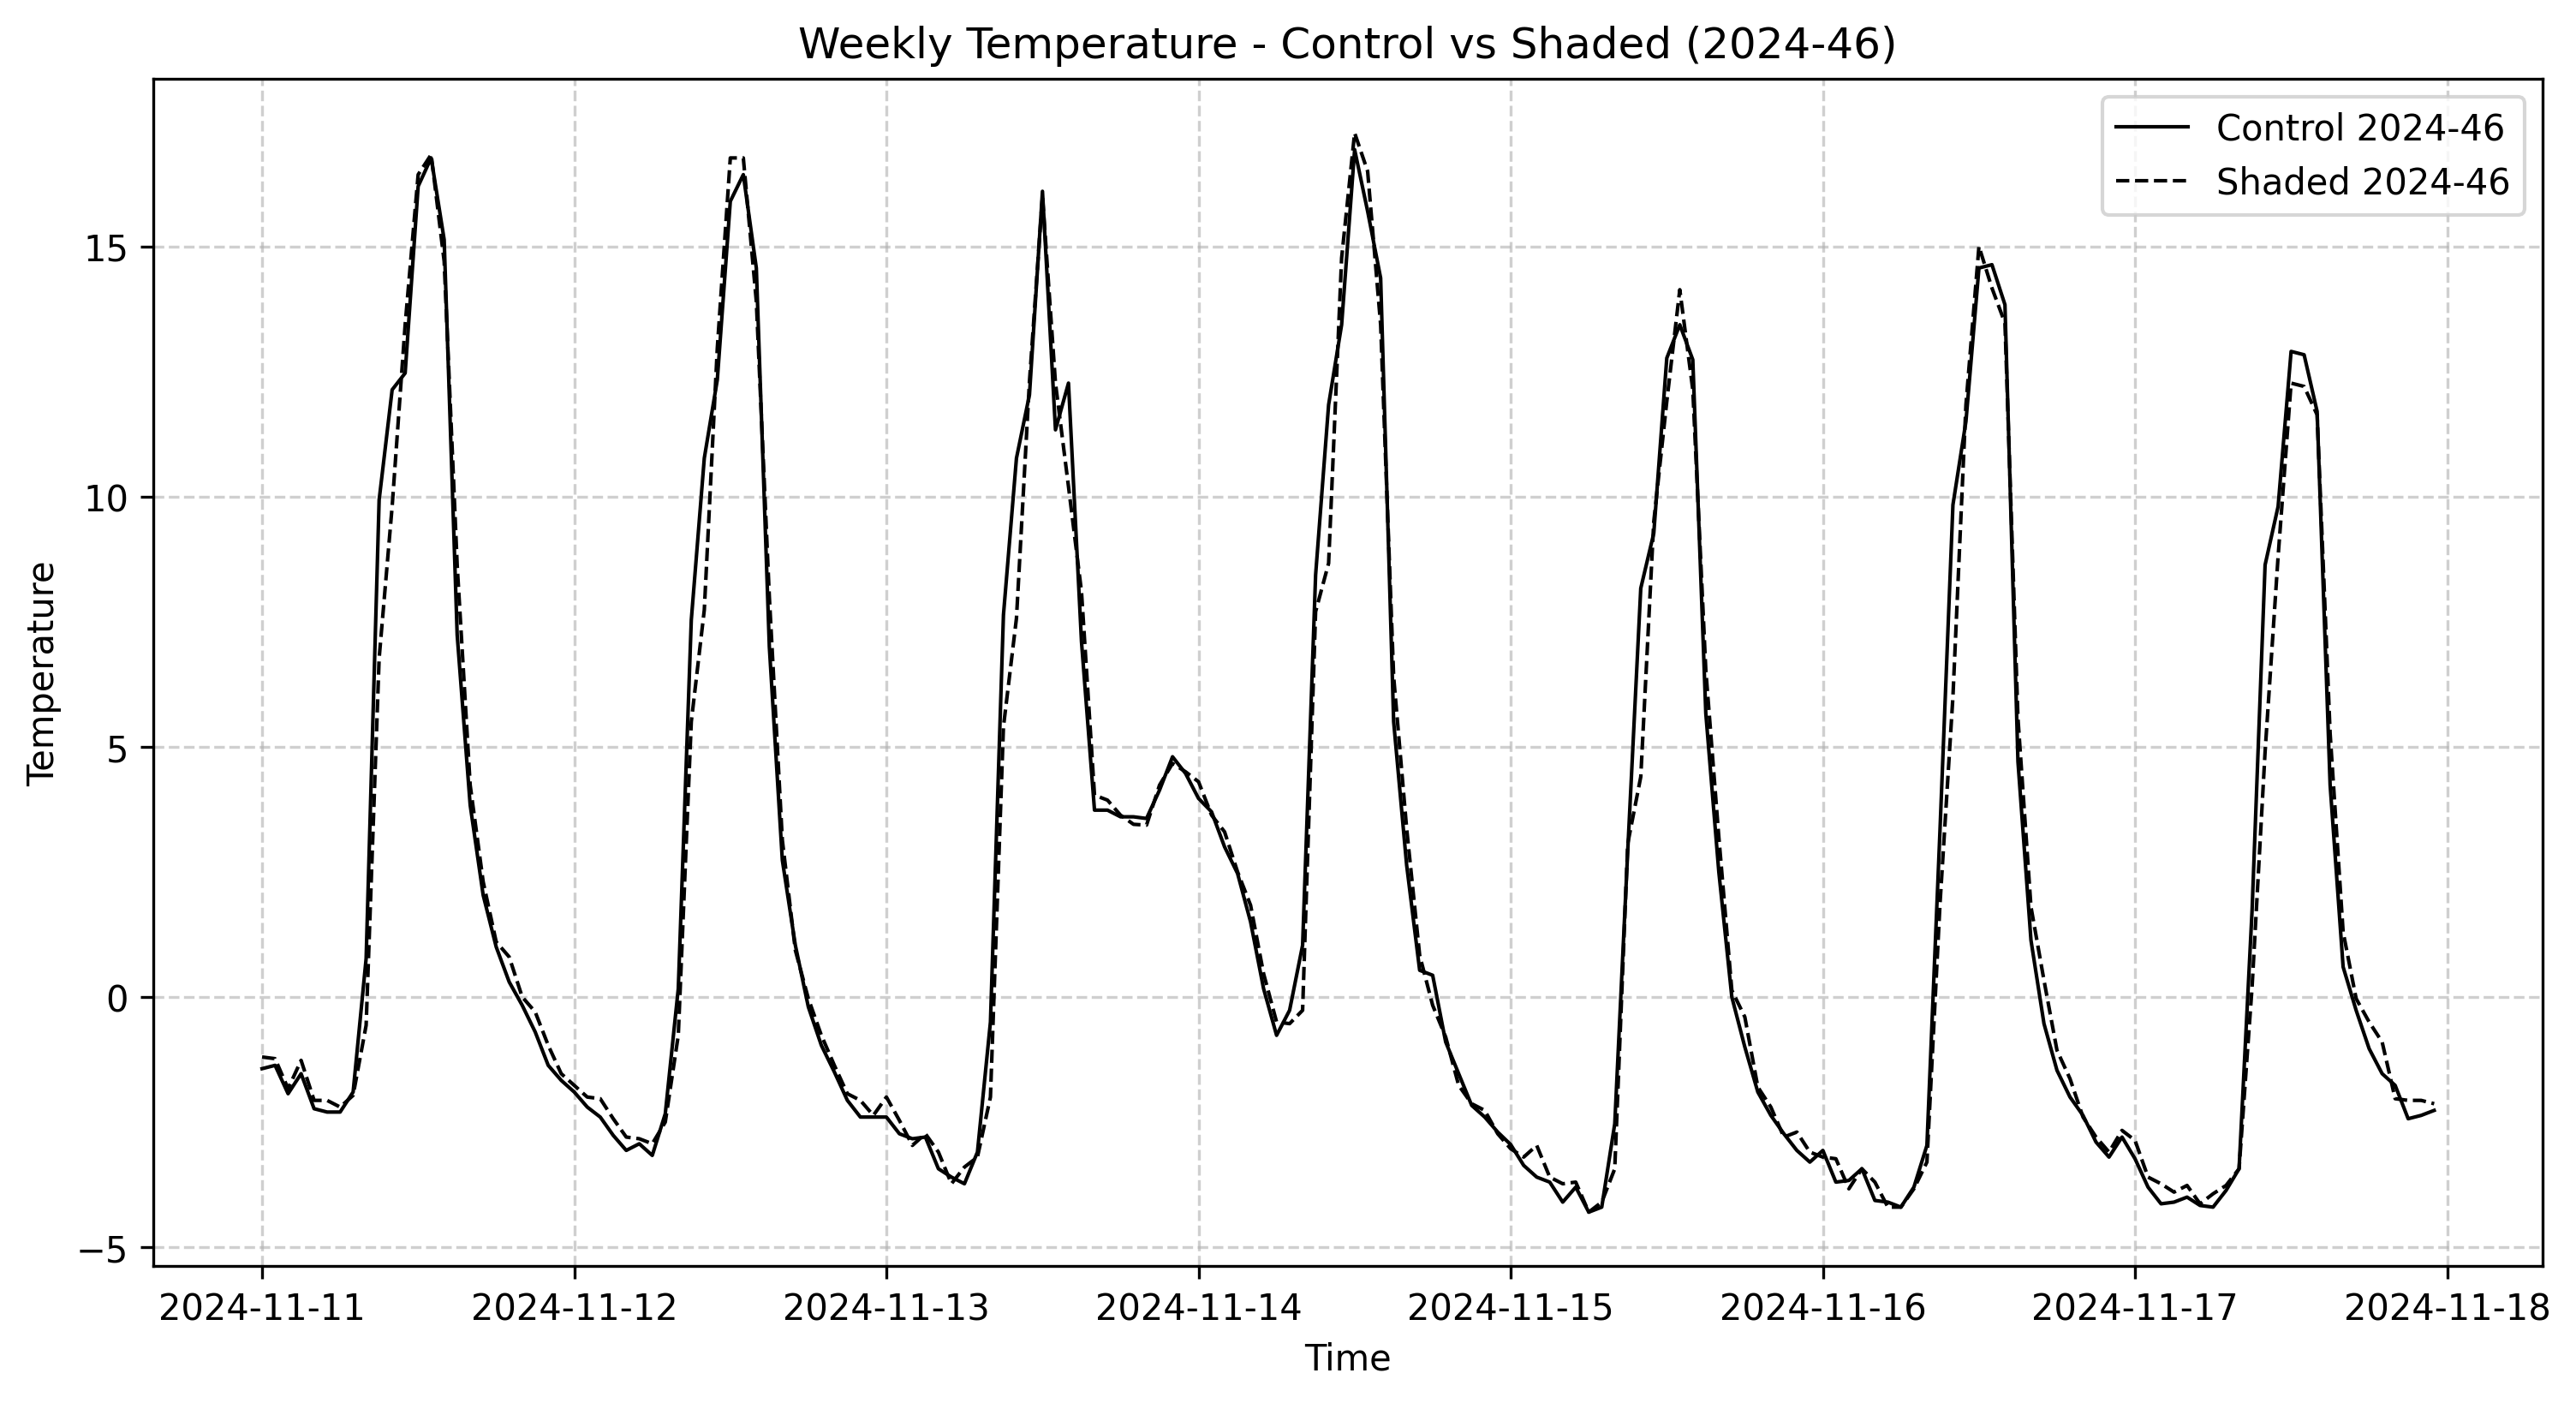 Weekly Temperature - Control vs Shaded (2024-46)
Control 2024-46
Shaded 2024-46
Temperature
15
10
5
0
−5
2024-11-11 2024-11-12 2024-11-13 2024-11-14 2024-11-15 2024-11-16 2024-11-17 2024-11-18
Time